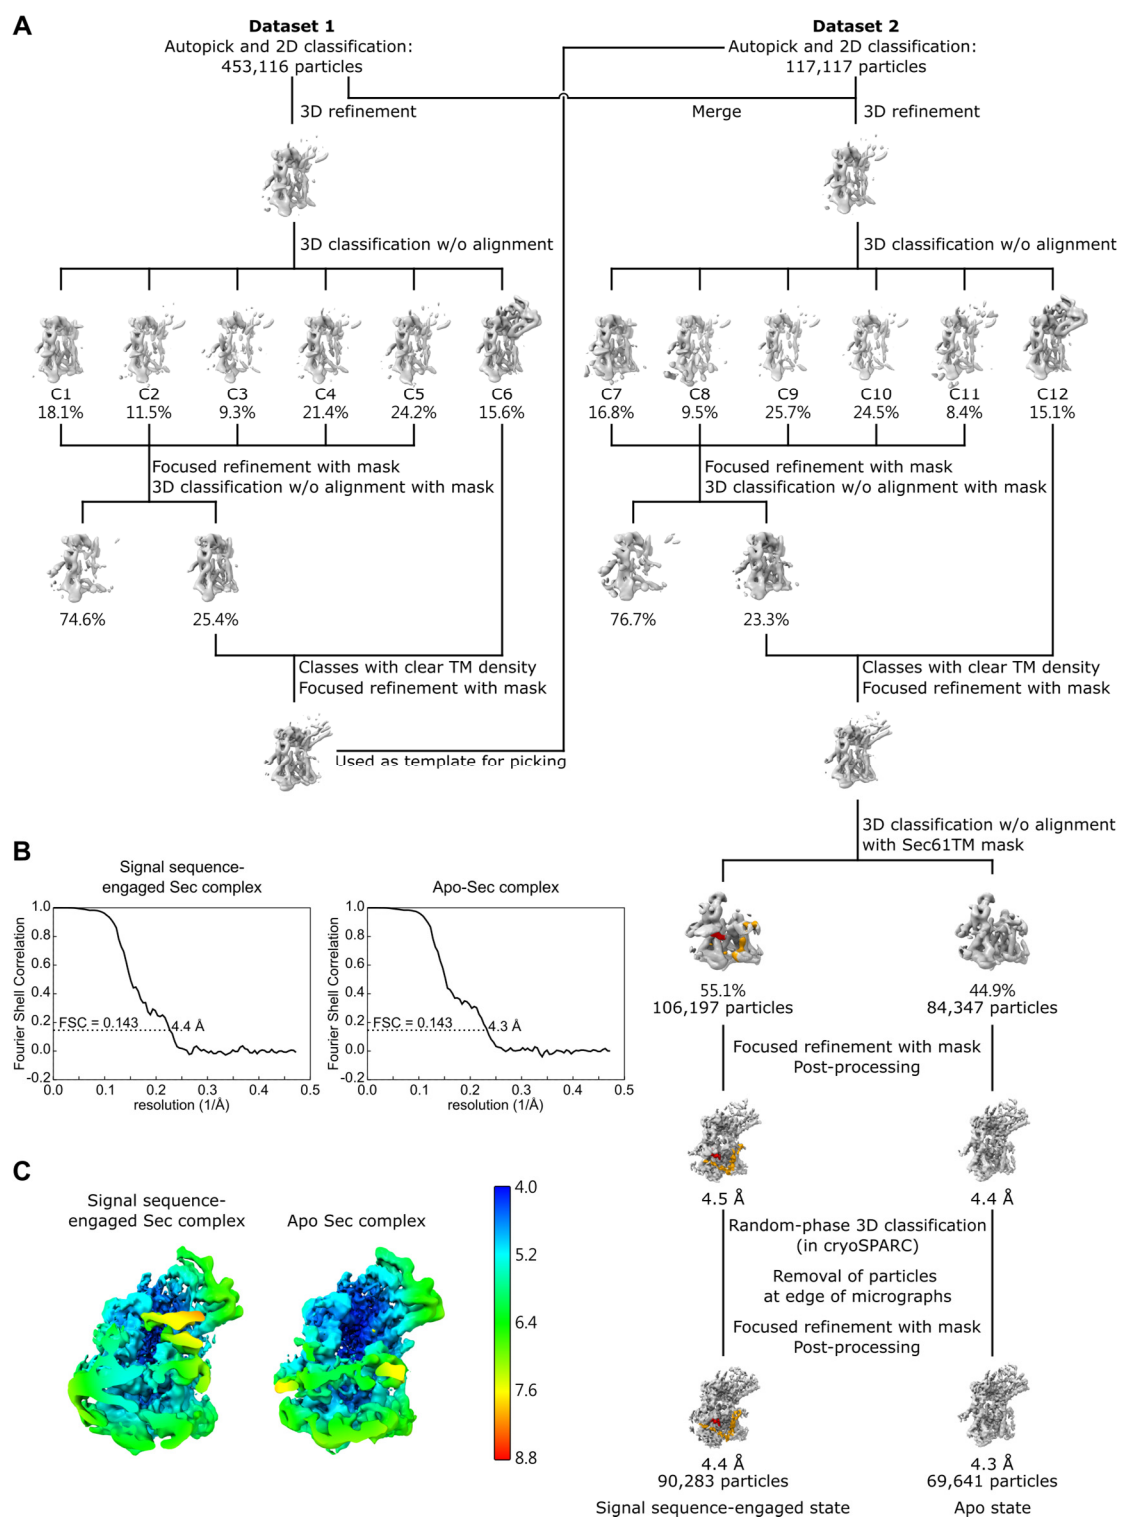 A
Dataset 1
Autopick and 2D classification:
453,116 particles
Dataset 2
Autopick and 2D classification:
117,117 particles
3D refinement
Merge
3D refinement
3D classification w/o alignment
3D classification w/o alignment
C1
18.1%
C2
11.5%
C3
9.3%
C4
21.4%
C5
24.2%
C6
15.6%
C7
16.8%
C8
9.5%
C9
25.7%
C10
24.5%
C11
8.4%
C12
15.1%
Focused refinement with mask
3D classification w/o alignment with mask
Focused refinement with mask
3D classification w/o alignment with mask
74.6%
25.4%
76.7%
23.3%
Classes with clear TM density
Focused refinement with mask
Classes with clear TM density
Focused refinement with mask
Used as template for picking
3D classification w/o alignment
with Sec61TM mask
55.1%
106,197 particles
44.9%
84,347 particles
Focused refinement with mask
Post-processing
4.5 Å
4.4 Å
Random-phase 3D classification
(in cryoSPARC)
Removal of particles
at edge of micrographs
Focused refinement with mask
Post-processing
4.4 Å
90,283 particles
Signal sequence-engaged state
4.3 Å
69,641 particles
Apo state
B
Signal sequence-
engaged Sec complex
Fourier Shell Correlation
1.0
0.8
0.6
0.4
0.2
0.0
-0.2
FSC = 0.143
4.4 Å
0.0
0.1
0.2
0.3
0.4
0.5
resolution (1/Å)
Apo-Sec complex
Fourier Shell Correlation
1.0
0.8
0.6
0.4
0.2
0.0
-0.2
FSC = 0.143
4.3 Å
0.0
0.1
0.2
0.3
0.4
0.5
resolution (1/Å)
C
Signal sequence-
engaged Sec complex
Apo Sec complex
4.0
5.2
6.4
7.6
8.8